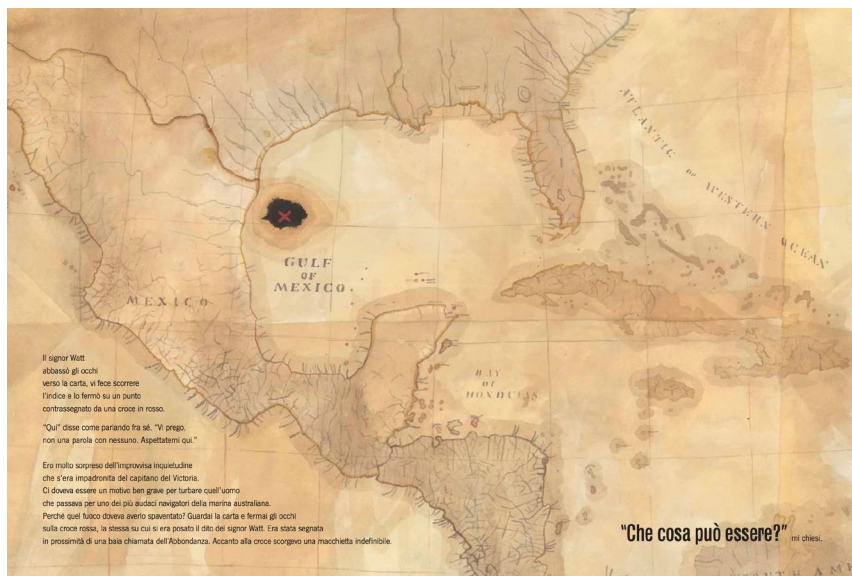 ATLANTIC OR WESTERN OCEAN
GULF
OF
MEXICO
MEXICO
BAY
OF
HONDURAS
Il signor Watt
abbassò gli occhi
verso la carta, vi fece scorrere
l'indice e lo fermò su un punto
contrassegnato da una croce in rosso.
"Qui" disse come parlando fra sé. "Vi prego,
non una parola con nessuno. Aspettatemi qui."
Ero molto sorpreso dell'improvvisa inquietudine
che s'era impadronita del capitano del Victoria.
Ci doveva essere un motivo ben grave per turbare quell'uomo
che passava per uno dei più audaci navigatori della marina australiana.
Perché quel fuoco doveva averlo spaventato? Guardai la carta e fermai gli occhi
sulla croce rossa, la stessa su cui si era posato il dito del signor Watt. Era stata segnata
in prossimità di una baia chiamata dell'Abbondanza. Accanto alla croce scorgevo una macchietta indefinibile.
"Che cosa può essere?" mi chiesi.